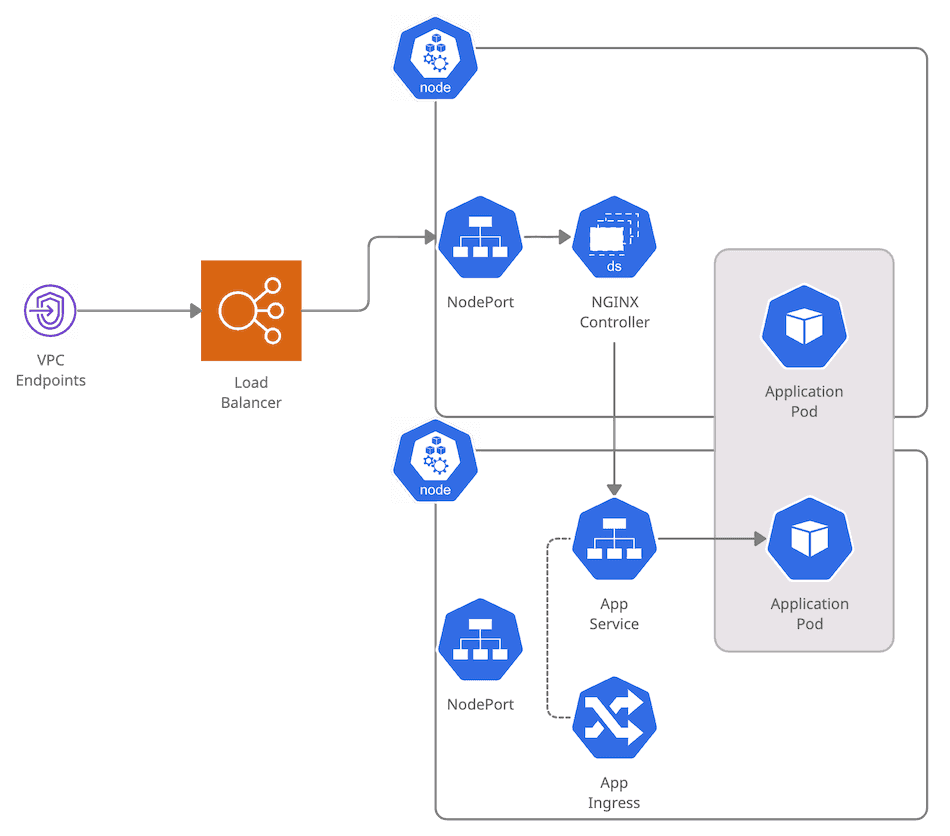 node
NodePort
ds
NGINX
Controller
VPC
Endpoints
Load
Balancer
Application
Pod
node
App
Service
Application
Pod
NodePort
App
Ingress